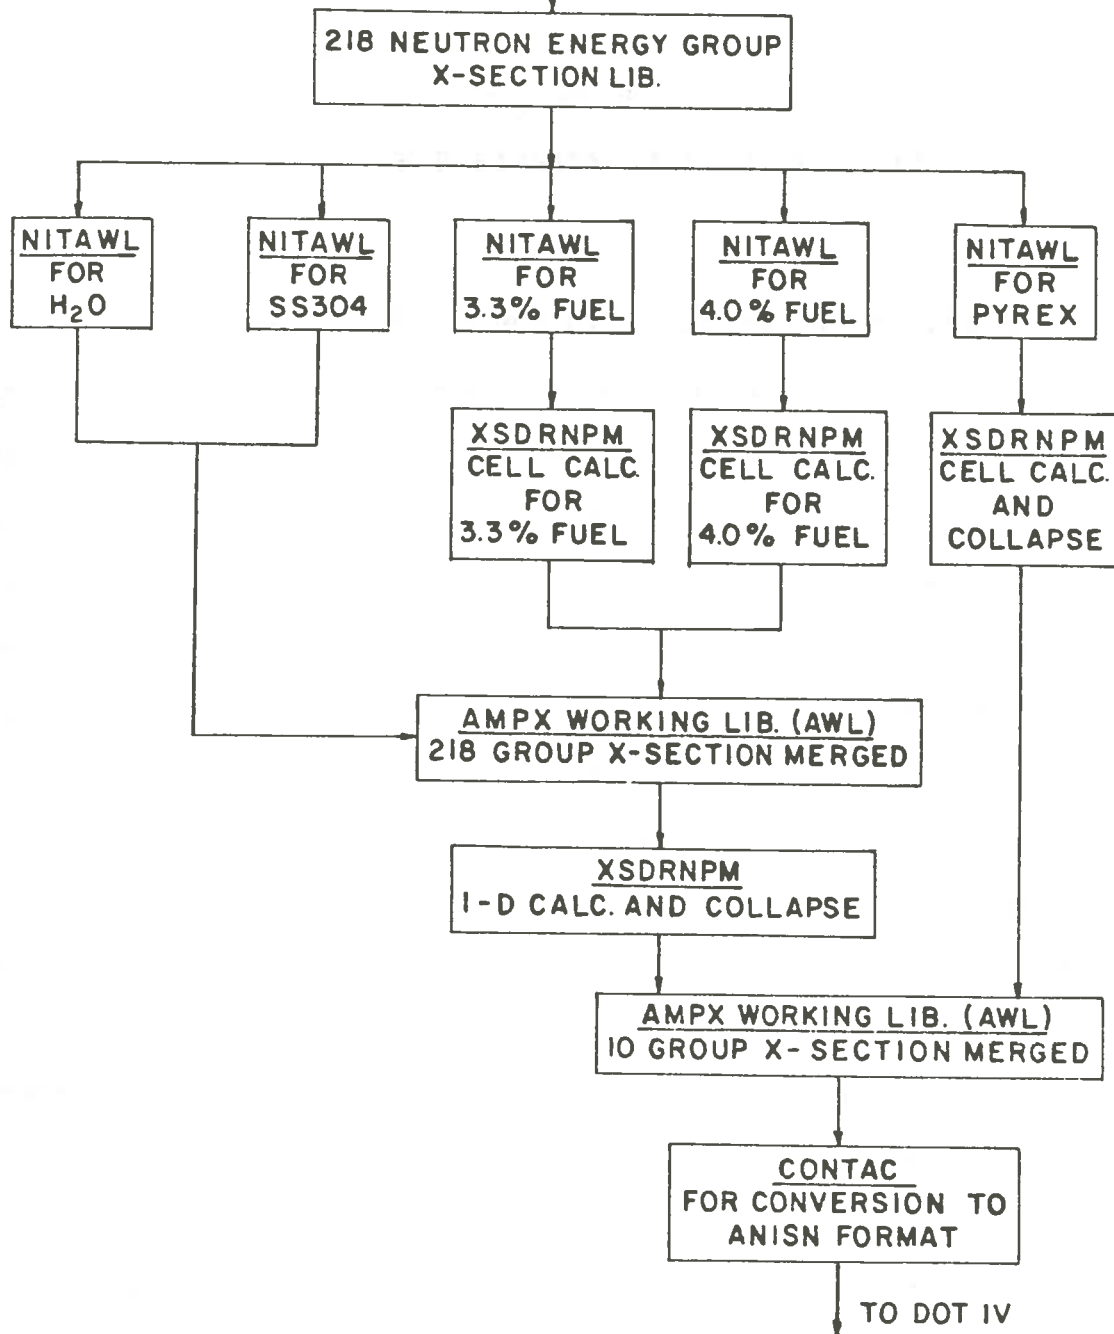 218 NEUTRON ENERGY GROUP
X-SECTION LIB.
NITAWL
FOR
H₂O
NITAWL
FOR
SS304
NITAWL
FOR
3.3% FUEL
NITAWL
FOR
4.0% FUEL
NITAWL
FOR
PYREX
XSDRNPM
CELL CALC.
FOR
3.3% FUEL
XSDRNPM
CELL CALC.
FOR
4.0% FUEL
XSDRNPM
CELL CALC.
AND
COLLAPSE
AMPX WORKING LIB. (AWL)
218 GROUP X-SECTION MERGED
XSDRNPM
1-D CALC. AND COLLAPSE
AMPX WORKING LIB. (AWL)
10 GROUP X-SECTION MERGED
CONTAC
FOR CONVERSION TO
ANISN FORMAT
TO DOT IV